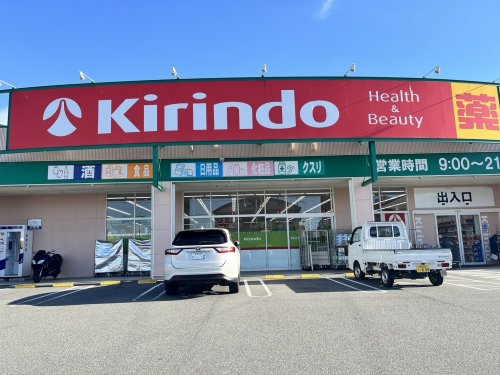 Kirindo
Health
&
Beauty
薬
酒 食品 日用品 化粧品 クスリ
営業時間 9:00~21
出入口